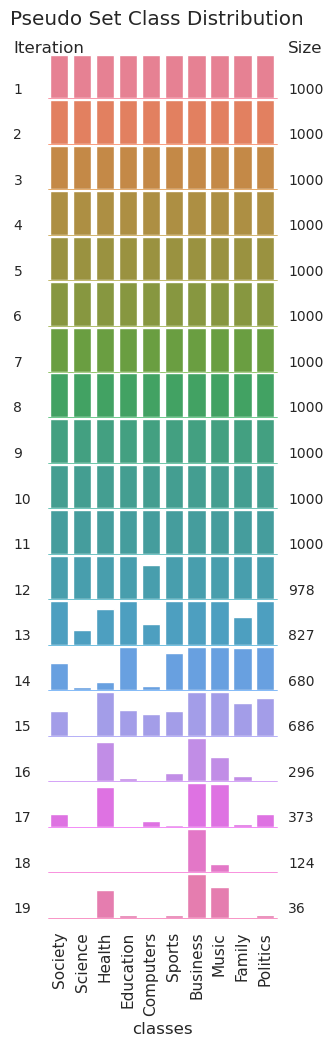 Pseudo Set Class Distribution
Iteration Size
1 1000
2 1000
3 1000
4 1000
5 1000
6 1000
7 1000
8 1000
9 1000
10 1000
11 1000
12 978
13 827
14 680
15 686
16 296
17 373
18 124
19 36
Society
Science
Health
Education
Computers
Sports
Business
Music
Family
Politics
classes